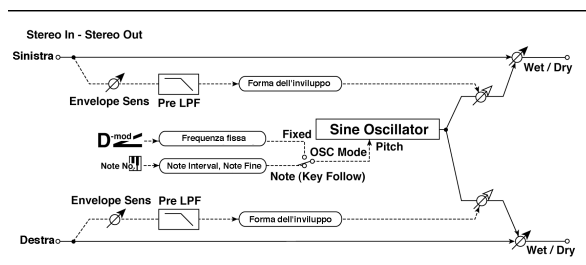 Stereo In - Stereo Out
Sinistra
Wet / Dry
Forma dell'inviluppo
Envelope Sens Pre LPF
D-mod
Frequenza fissa
Fixed
Sine Oscillator
OSC Mode
Pitch
Note No.
Note Interval, Note Fine
Note (Key Follow)
Envelope Sens Pre LPF
Forma dell'inviluppo
Destra
Wet / Dry